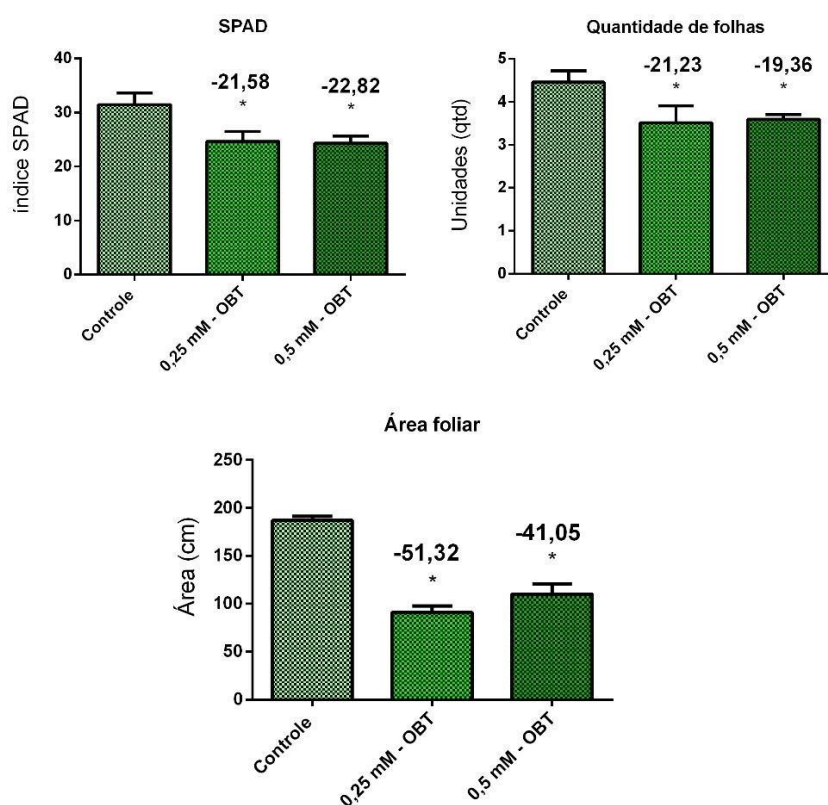 SPAD
índice SPAD
40
30
20
10
0
-21,58
*
-22,82
*
Controle
0,25 mM - OBT
0,5 mM - OBT
Quantidade de folhas
Unidades (qtd)
5
4
3
2
1
0
-21,23
*
-19,36
*
Controle
0,25 mM - OBT
0,5 mM - OBT
Área foliar
Área (cm)
250
200
150
100
50
0
-51,32
*
-41,05
*
Controle
0,25 mM - OBT
0,5 mM - OBT